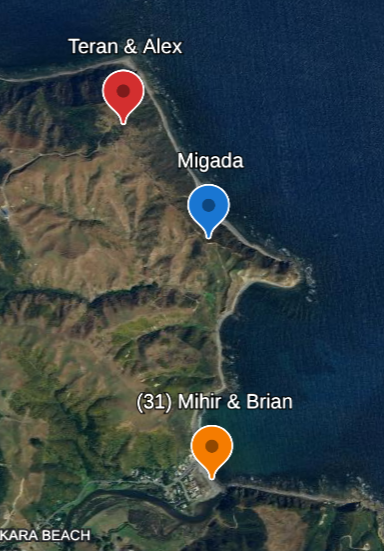 Teran & Alex
Migada
(31) Mihir & Brian
KARA BEACH